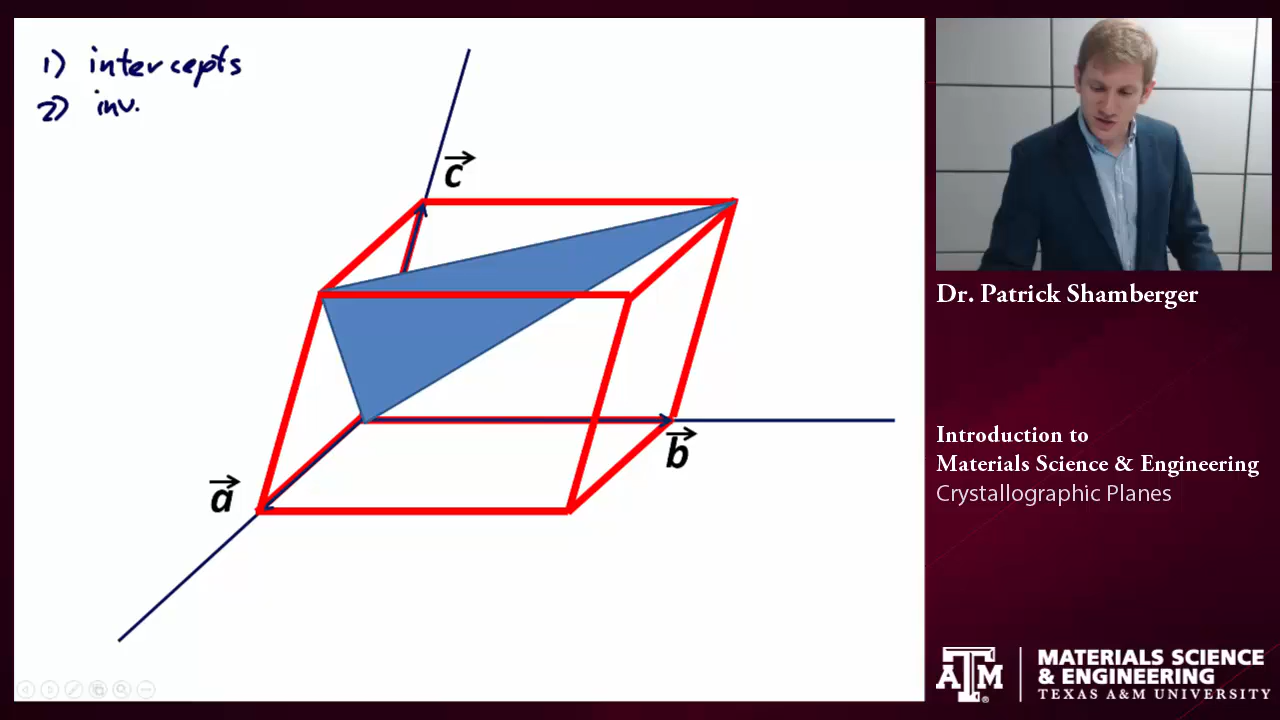 1) intercepts
2) inv.
c
a
b
Dr. Patrick Shamberger
Introduction to
Materials Science & Engineering
Crystallographic Planes
ATM
MATERIALS SCIENCE
& ENGINEERING
TEXAS A&M UNIVERSITY